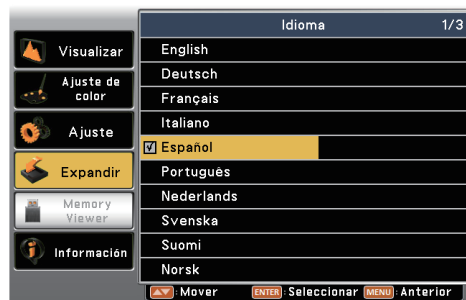 Idioma 1/3
Visualizar
Ajuste de
color
Ajuste
Expandir
Memory
Viewer
Información
English
Deutsch
Français
Italiano
Español
Português
Nederlands
Svenska
Suomi
Norsk
Mover ENTER: Seleccionar MENU: Anterior